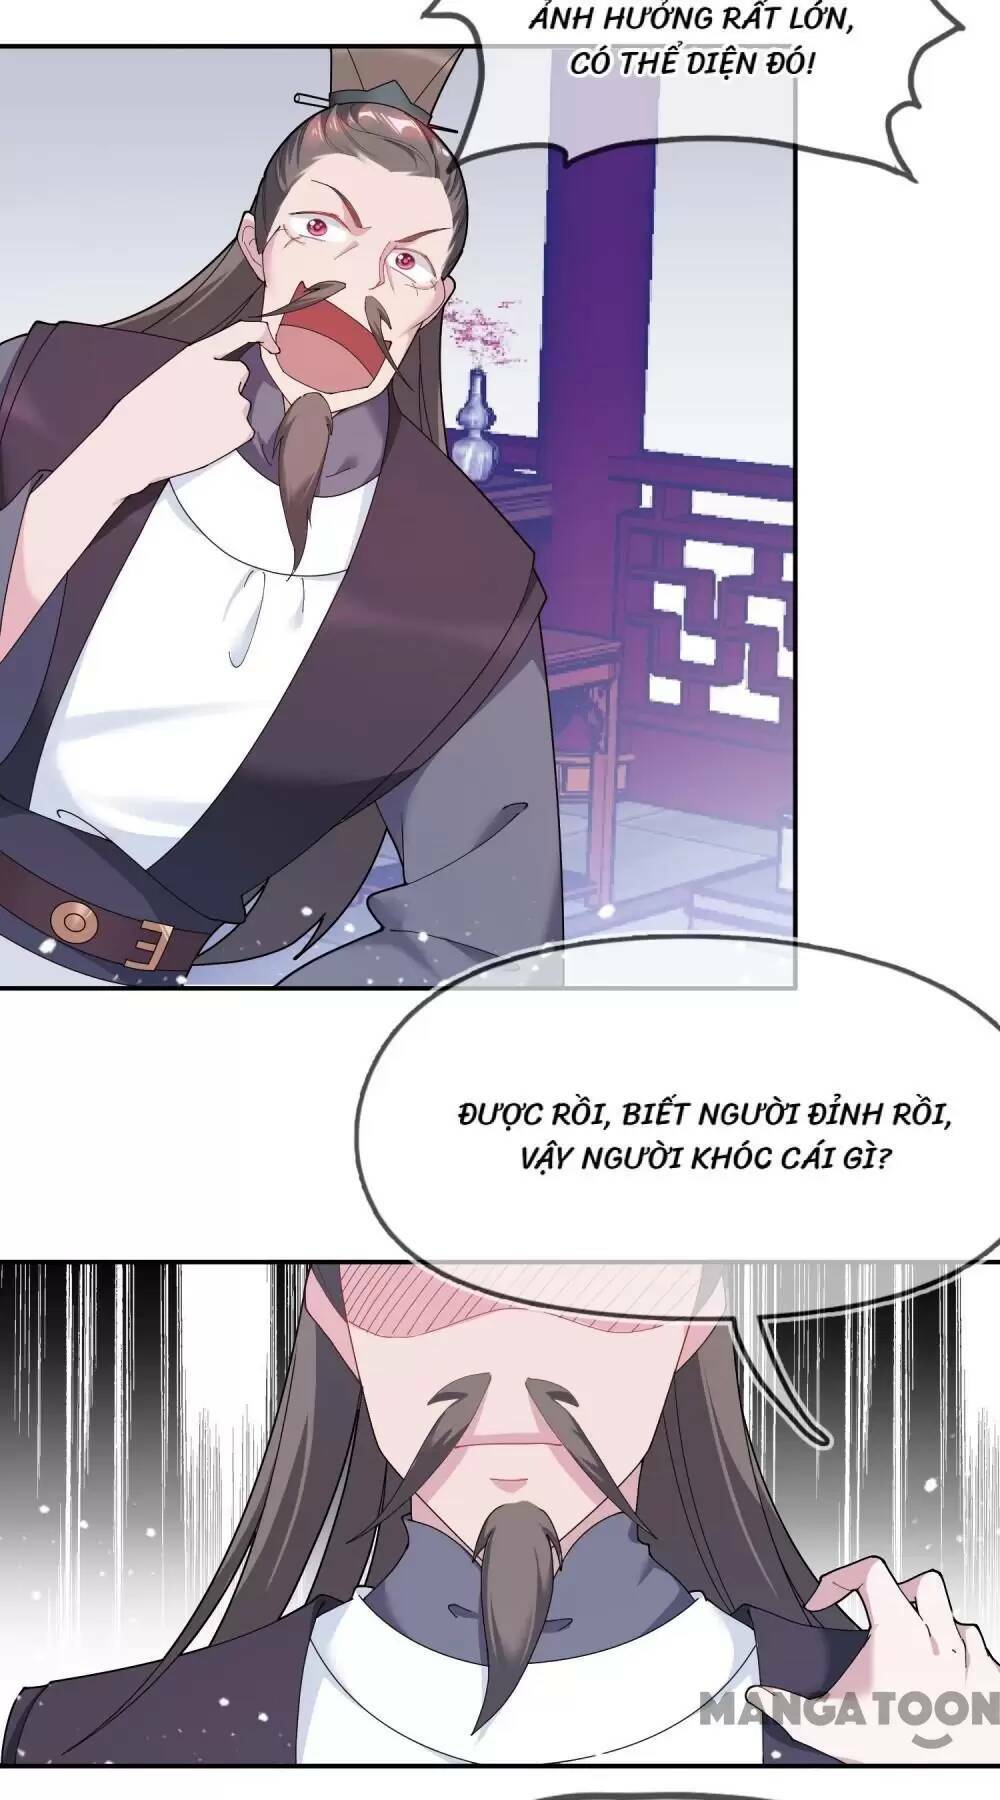 ẢNH HƯỞNG RẤT LỚN,
CÓ THỂ DIỆN ĐÓ!
ĐƯỢC RỒI, BIẾT NGƯỜI ĐỈNH RỒI,
VẬY NGƯỜI KHÓC CÁI GÌ?
MANGATOON